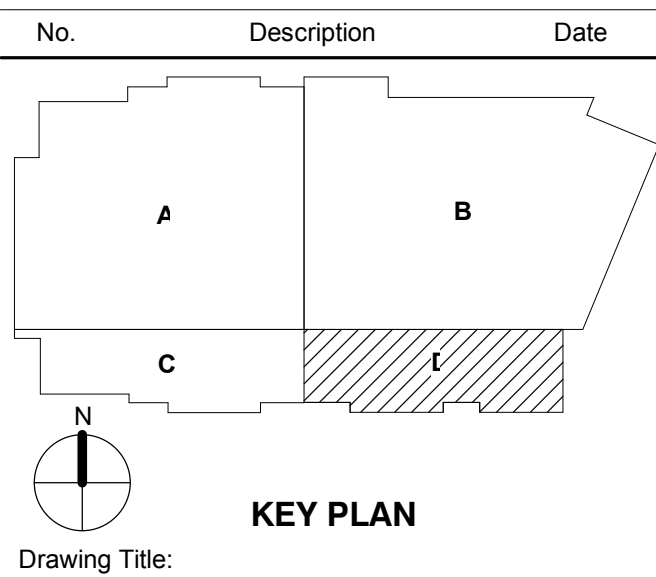 No. Description Date
A B
C D
N
KEY PLAN
Drawing Title: